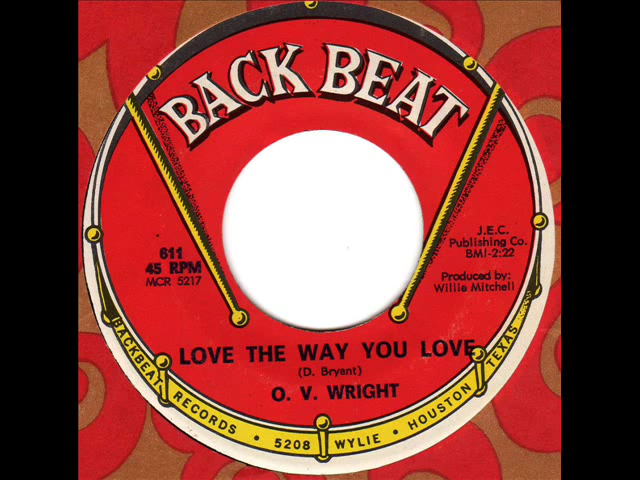 BACK BEAT
611
45 RPM
MCR 5217
J.E.C.
Publishing Co.
BMI-2:22
Produced by:
Willie Mitchell
LOVE THE WAY YOU LOVE
(D. Bryant)
O. V. WRIGHT
BACKBEAT RECORDS • 5208 WYLIE • HOUSTON TEXAS